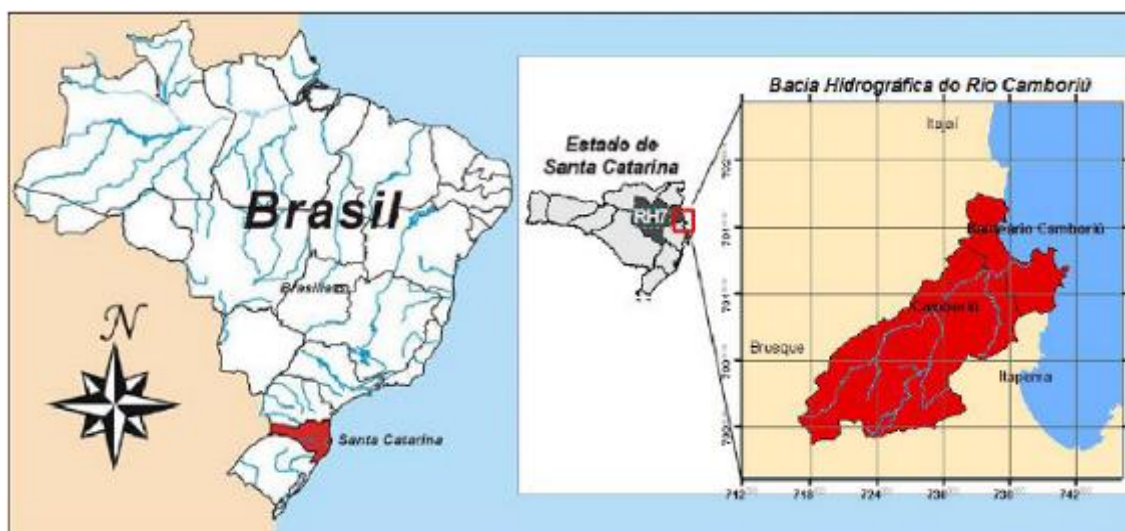 Brasil
Brasília
N
Santa Catarina
Estado de
Santa Catarina
RH7
Bacia Hidrográfica do Rio Camboriú
Itajaí
Balneário Camboriú
Camboriú
Brusque
Itapema
712
718
724
736
742